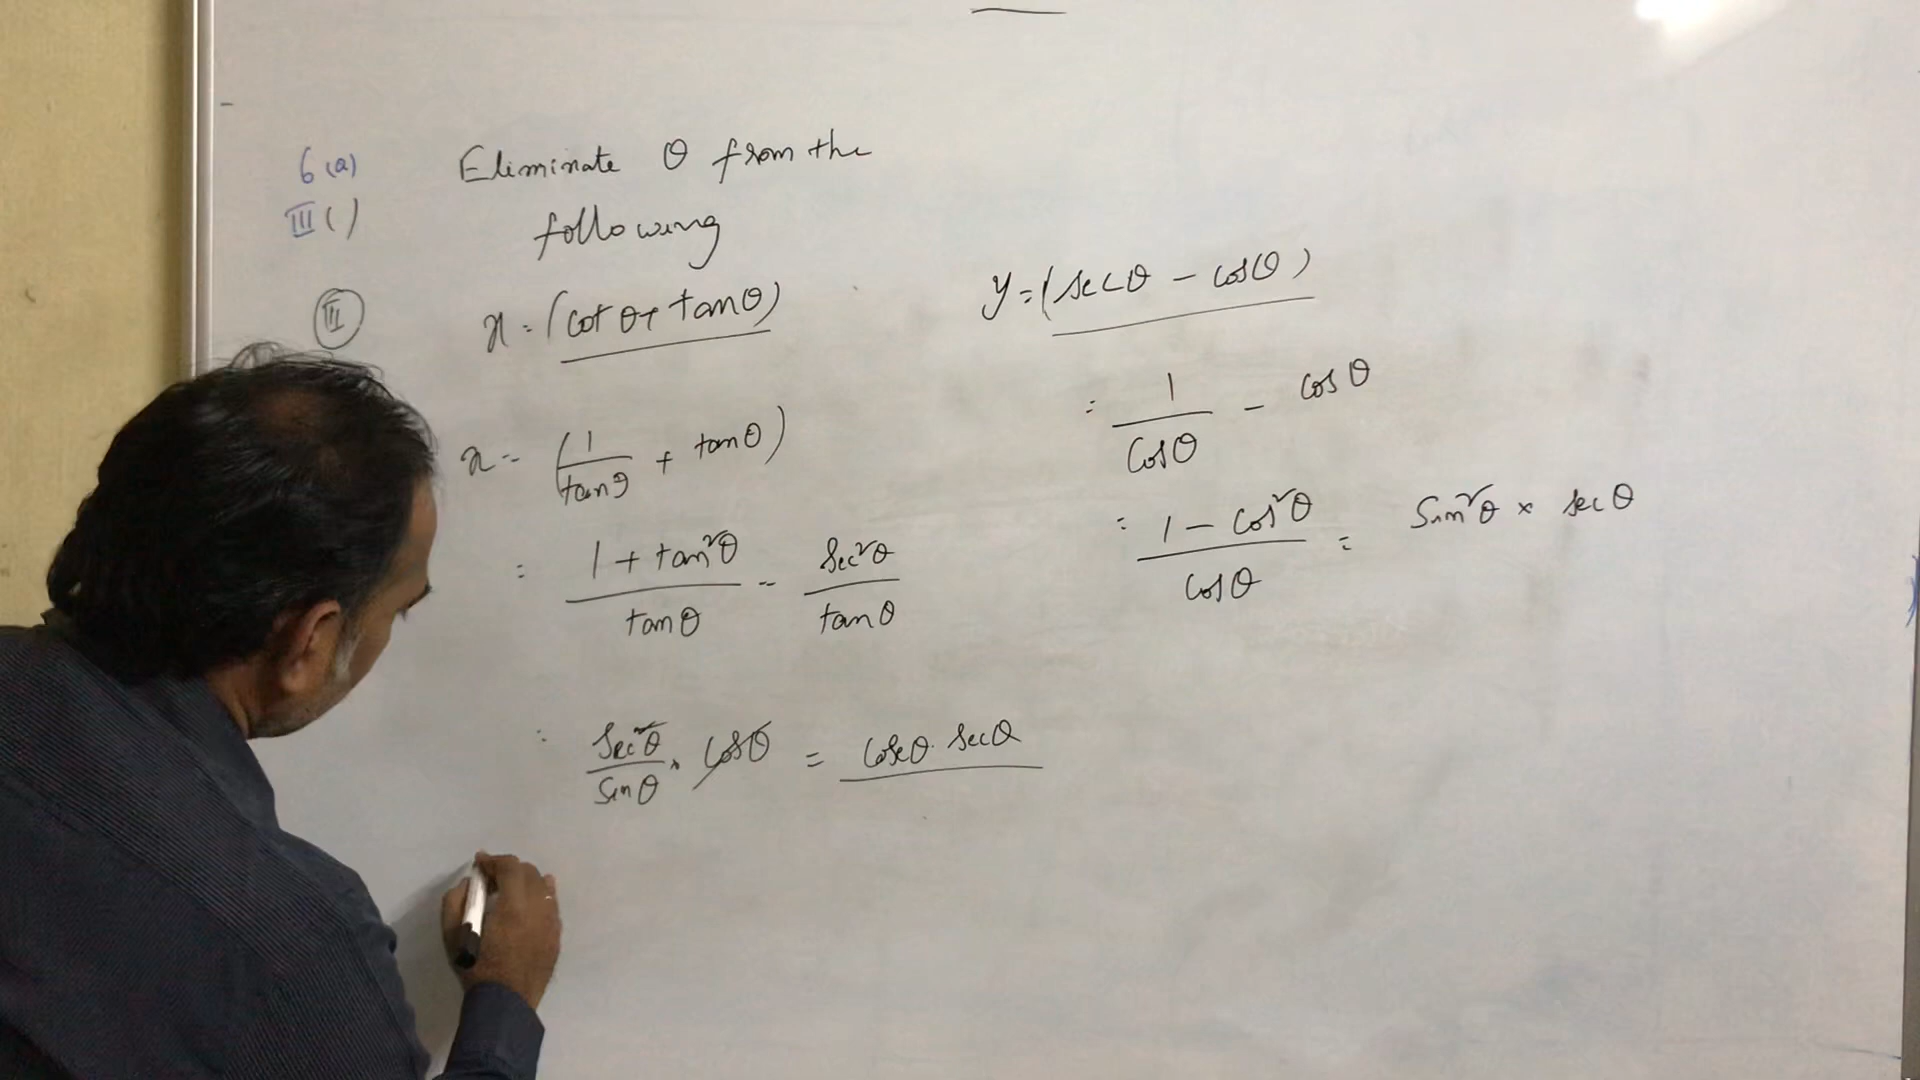 6(a) Eliminate θ from the
III( ) following
III x = (cot θ + tan θ) y = (sec θ - cos θ)
x = (1/tan θ + tan θ) = 1/cos θ - cos θ
= (1 + tan²θ)/tan θ = sec²θ/tan θ = (1 - cos²θ)/cos θ = sin²θ × sec θ
= sec²θ/sin θ × cos θ = cosec θ · sec θ